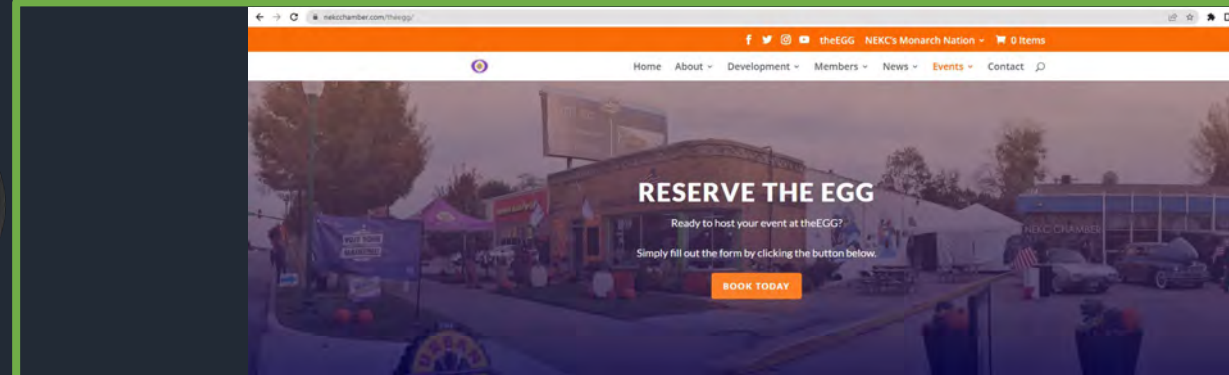 nekcchamber.com/theegg/
theEGG NEKC's Monarch Nation 0 Items
Home About Development Members News Events Contact
RESERVE THE EGG
Ready to host your event at theEGG?
Simply fill out the form by clicking the button below.
BOOK TODAY
NEKC CHAMBER
URBAN